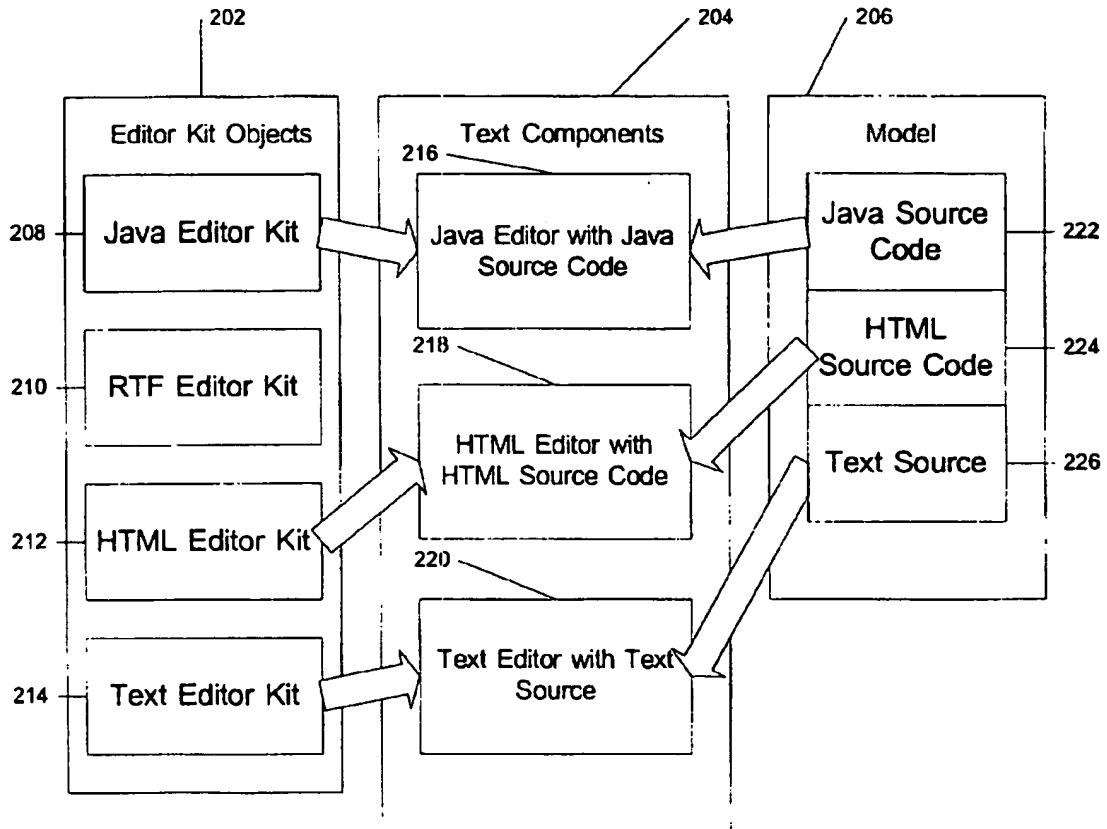 202
204
206
Editor Kit Objects
Text Components
Model
216
208
Java Editor Kit
Java Editor with Java
Source Code
Java Source
Code
222
218
210
RTF Editor Kit
HTML
Source Code
224
HTML Editor with
HTML Source Code
Text Source
226
212
HTML Editor Kit
220
214
Text Editor Kit
Text Editor with Text
Source